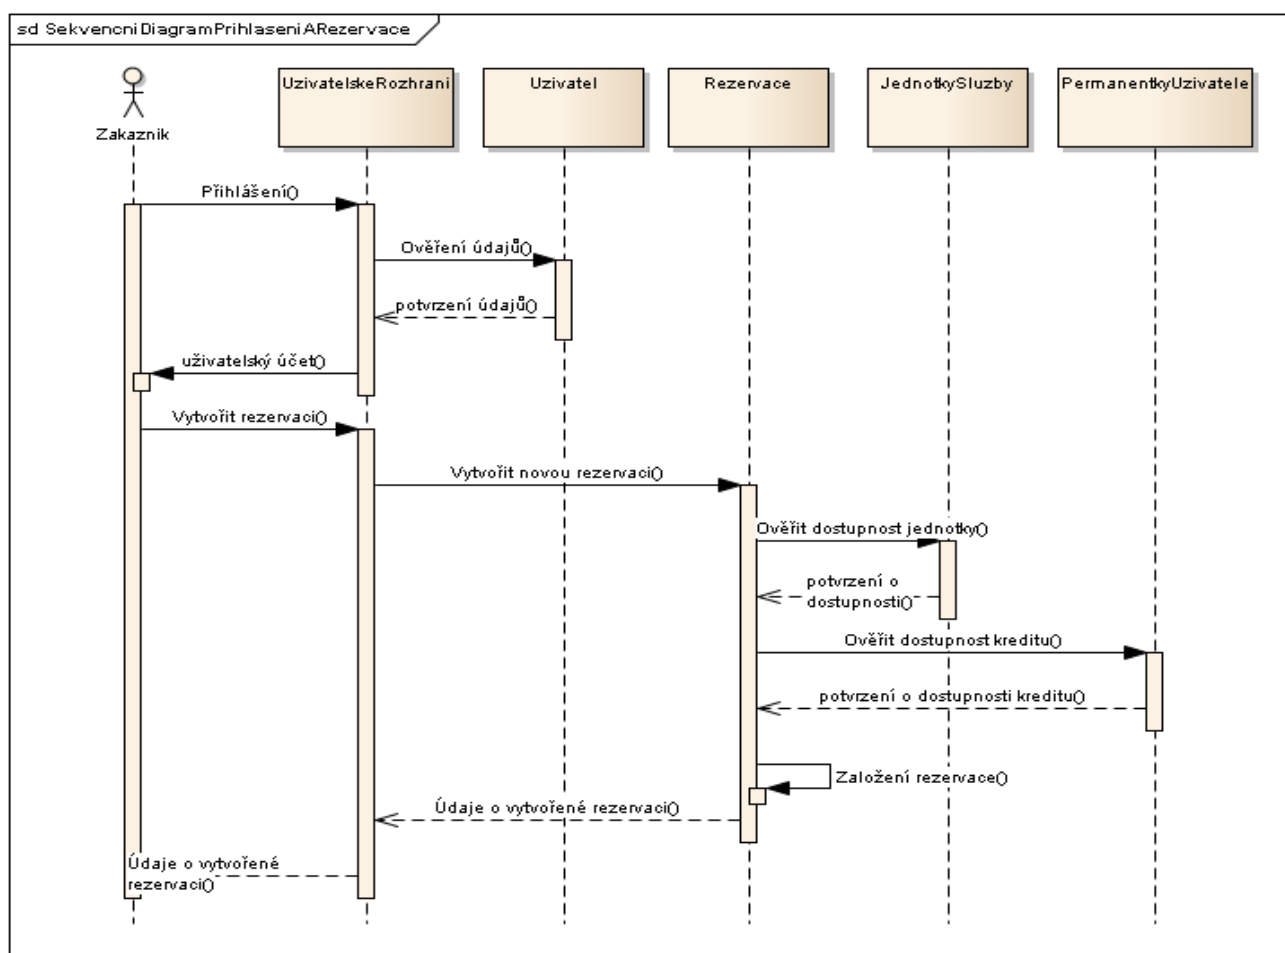 sd SekvencniDiagramPrihlaseniARezervace
Zakaznik
UzivatelskeRozhrani
Uzivatel
Rezervace
JednotkySluzby
PermanentkyUzivatele
Přihlášení()
Ověření údajů()
potvrzení údajů()
uživatelský účet()
Vytvořit rezervaci()
Vytvořit novou rezervaci()
Ověřit dostupnost jednotky()
potvrzení o
dostupnosti()
Ověřit dostupnost kreditu()
potvrzení o dostupnosti kreditu()
Založení rezervace()
Údaje o vytvořené rezervaci()
Údaje o vytvořené
rezervaci()